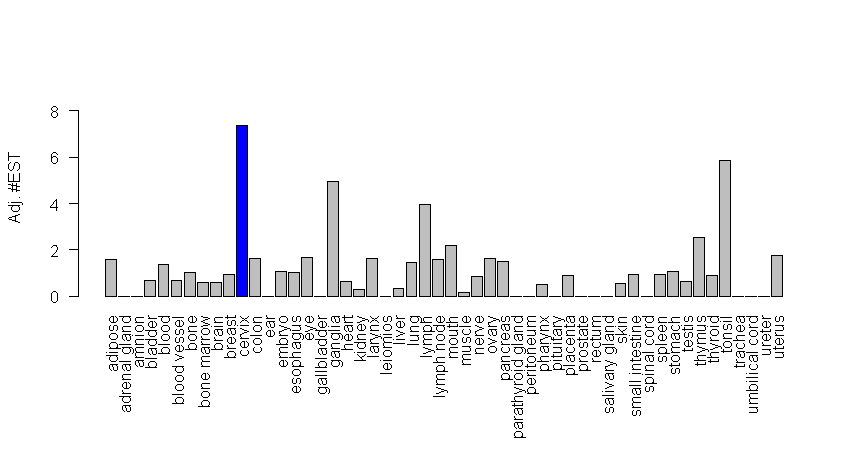 Adj. #EST
8
6
4
2
0
adipose
adrenal gland
amnion
bladder
blood
blood vessel
bone
bone marrow
brain
breast
cervix
colon
ear
embryo
esophagus
eye
gallbladder
ganglia
heart
kidney
larynx
leiomios
liver
lung
lymph
lymph node
mouth
muscle
nerve
ovary
pancreas
parathyroid gland
peritoneum
pharynx
pituitary
placenta
prostate
rectum
salivary gland
skin
small intestine
spinal cord
spleen
stomach
testis
thymus
thyroid
tonsil
trachea
umbilical cord
ureter
uterus